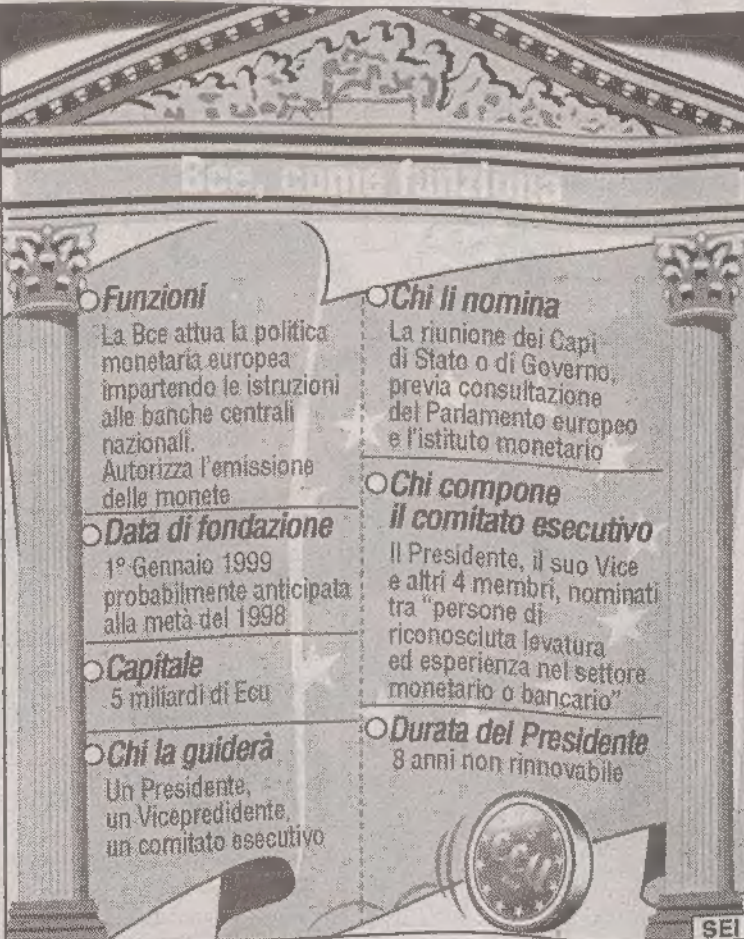 Bce, come funziona
Funzioni
La Bce attua la politica
monetaria europea
impartendo le istruzioni
alle banche centrali
nazionali.
Autorizza l'emissione
delle monete
Data di fondazione
1° Gennaio 1999
probabilmente anticipata
alla metà del 1998
Capitale
5 miliardi di Ecu
Chi la guiderà
Un Presidente,
un Vicepredidente,
un comitato esecutivo
Chi li nomina
La riunione dei Capi
di Stato o di Governo,
previa consultazione
del Parlamento europeo
e l'istituto monetario
Chi compone
il comitato esecutivo
Il Presidente, il suo Vice
e altri 4 membri, nominati
tra "persone di
riconosciuta levatura
ed esperienza nel settore
monetario o bancario"
Durata del Presidente
8 anni non rinnovabile
ecu
SEI